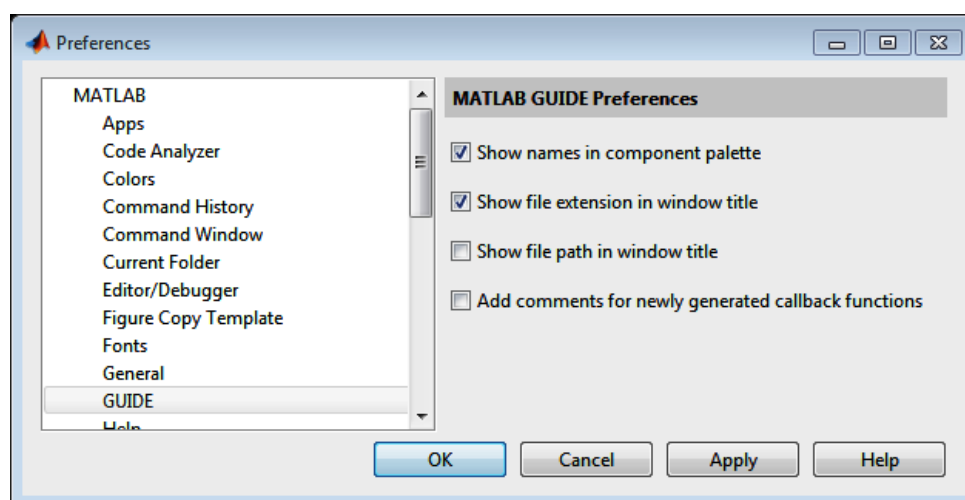 Preferences
MATLAB
Apps
Code Analyzer
Colors
Command History
Command Window
Current Folder
Editor/Debugger
Figure Copy Template
Fonts
General
GUIDE
Help
MATLAB GUIDE Preferences
Show names in component palette
Show file extension in window title
Show file path in window title
Add comments for newly generated callback functions
OK Cancel Apply Help